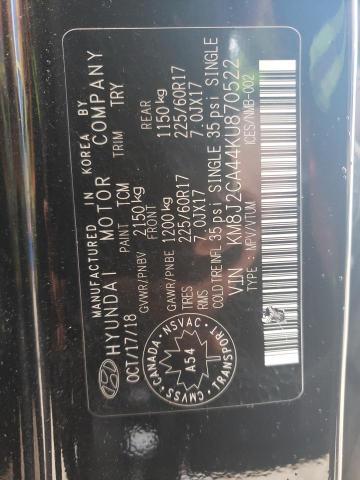 MANUFACTURED IN KOREA BY
HYUNDAI MOTOR COMPANY
OCT/17/18 PAINT TCM TRIM TRY
GVWR/PNBV 2150kg
FRONT
GAWR/PNBE 1200kg 1150kg
TIRES 225/60R17 225/60R17
RIMS 7.0JX17 7.0JX17
COLD TIRE INFL 35 psi SINGLE 35 psi SINGLE
VIN KM8J2CA44KU870522
TYPE : MPV/VTUM ICES/NMB-002
CANADA NSVAC
A54
CMVSS TRANSPORT